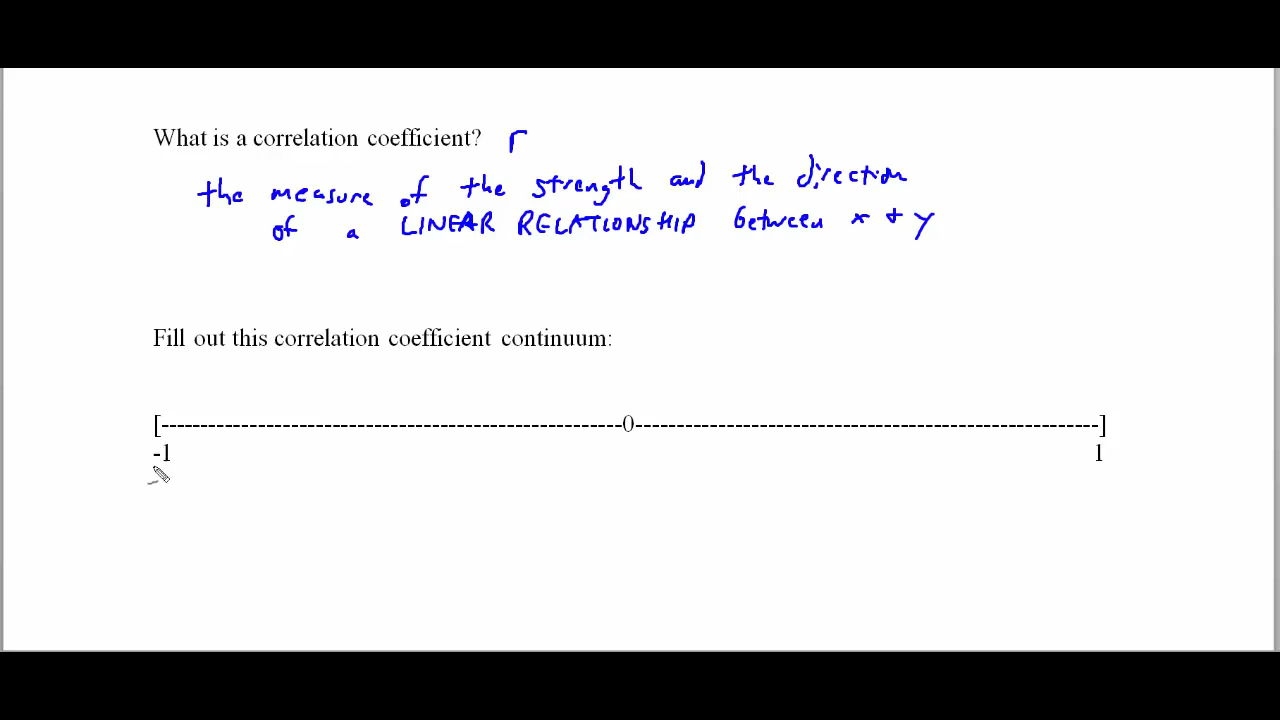 What is a correlation coefficient? r
the measure of the strength and the direction
of a LINEAR RELATIONSHIP between x + y
Fill out this correlation coefficient continuum:
[-----------------------------------------------------------0-----------------------------------------------------------]
-1 1